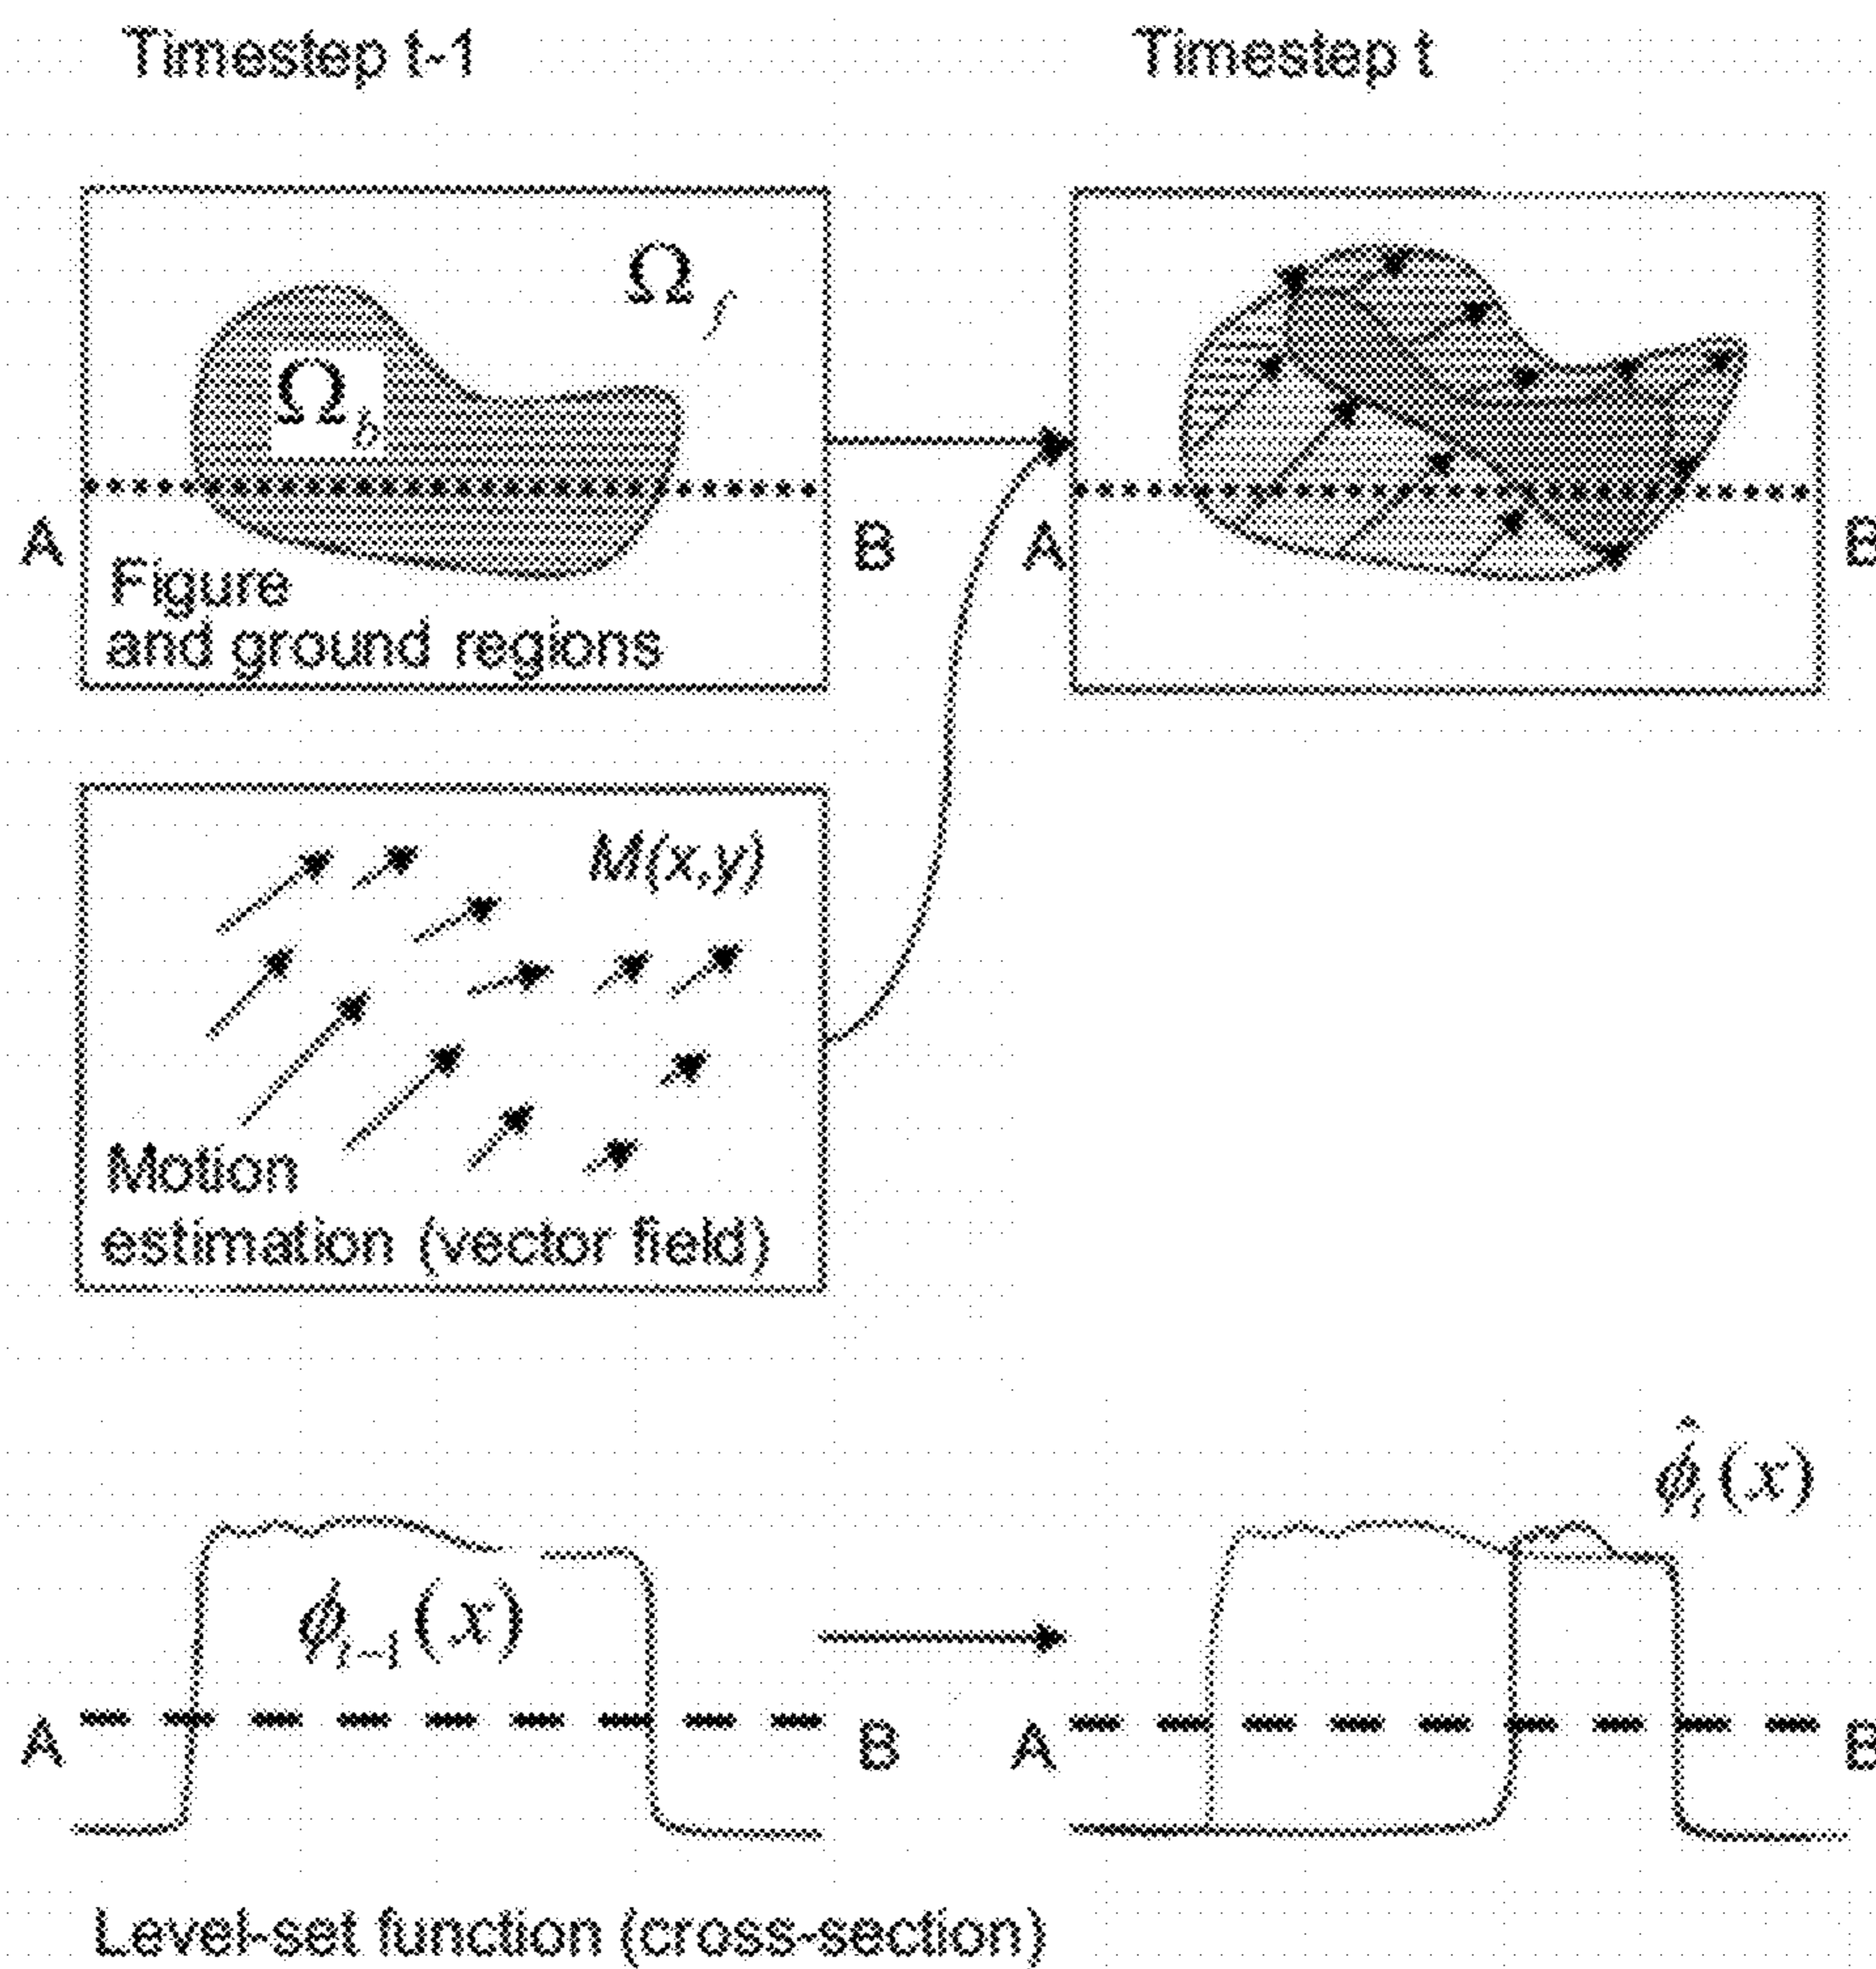 Timestep t-1
Timestep t
Ω_f
Ω_b
A
B
A
B
Figure
and ground regions
M(x,y)
Motion
estimation (vector field)
φ̂_t(x)
φ_{t-1}(x)
A
B
A
B
Level-set function (cross-section)